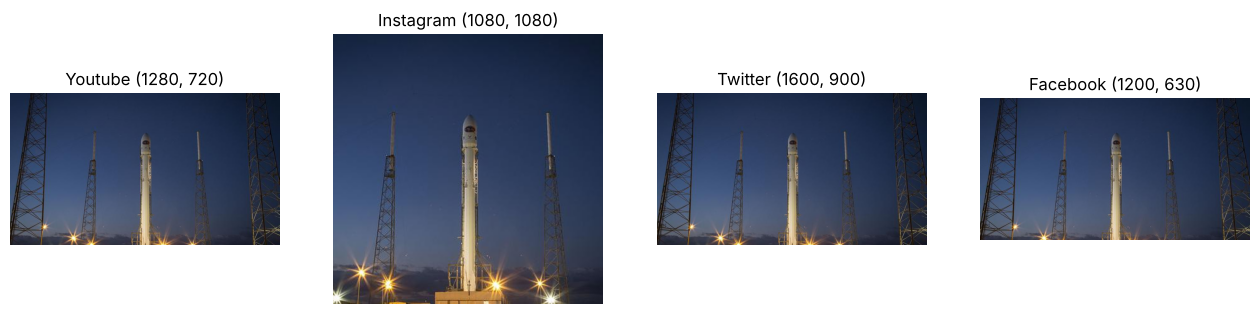 Youtube (1280, 720)
Instagram (1080, 1080)
Twitter (1600, 900)
Facebook (1200, 630)